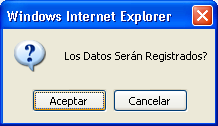 Windows Internet Explorer
Los Datos Serán Registrados?
Aceptar
Cancelar